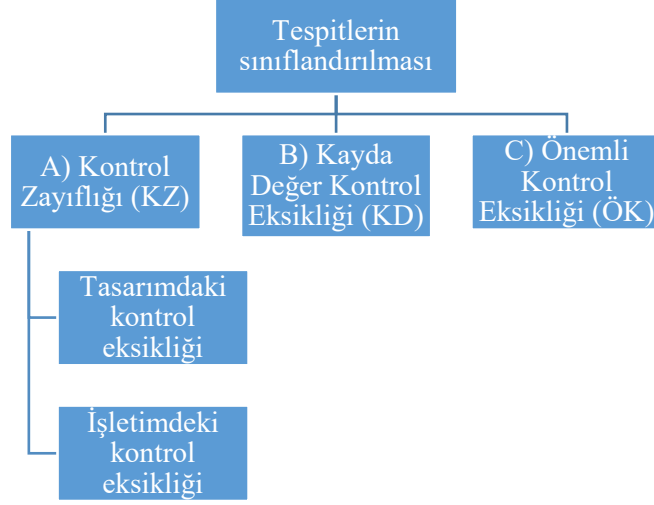 Tespitlerin
sınıflandırılması
A) Kontrol
Zayıflığı (KZ)
B) Kayda
Değer Kontrol
Eksikliği (KD)
C) Önemli
Kontrol
Eksikliği (ÖK)
Tasarımdaki
kontrol
eksikliği
İşletimdeki
kontrol
eksikliği